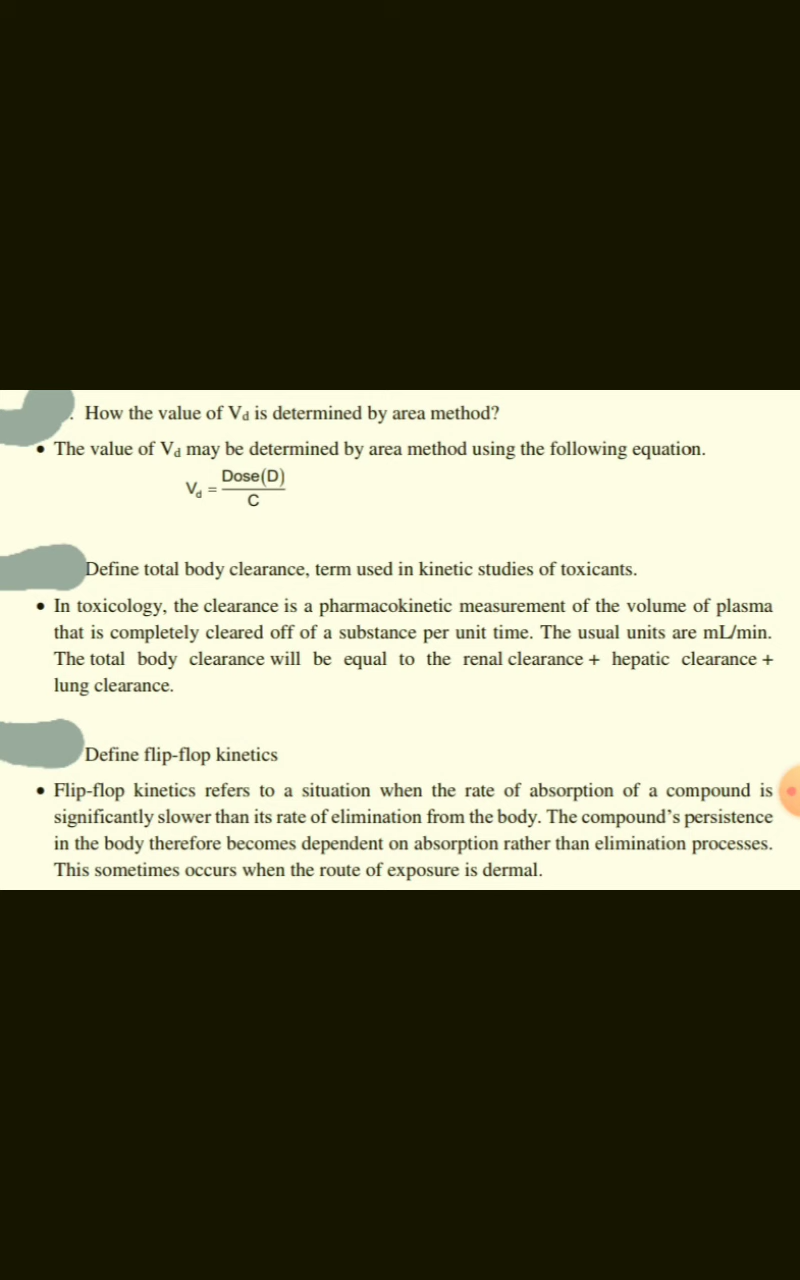 . How the value of Vd is determined by area method?
• The value of Vd may be determined by area method using the following equation.
Vd = Dose(D)
C
Define total body clearance, term used in kinetic studies of toxicants.
• In toxicology, the clearance is a pharmacokinetic measurement of the volume of plasma
that is completely cleared off of a substance per unit time. The usual units are mL/min.
The total body clearance will be equal to the renal clearance + hepatic clearance +
lung clearance.
Define flip-flop kinetics
• Flip-flop kinetics refers to a situation when the rate of absorption of a compound is
significantly slower than its rate of elimination from the body. The compound’s persistence
in the body therefore becomes dependent on absorption rather than elimination processes.
This sometimes occurs when the route of exposure is dermal.